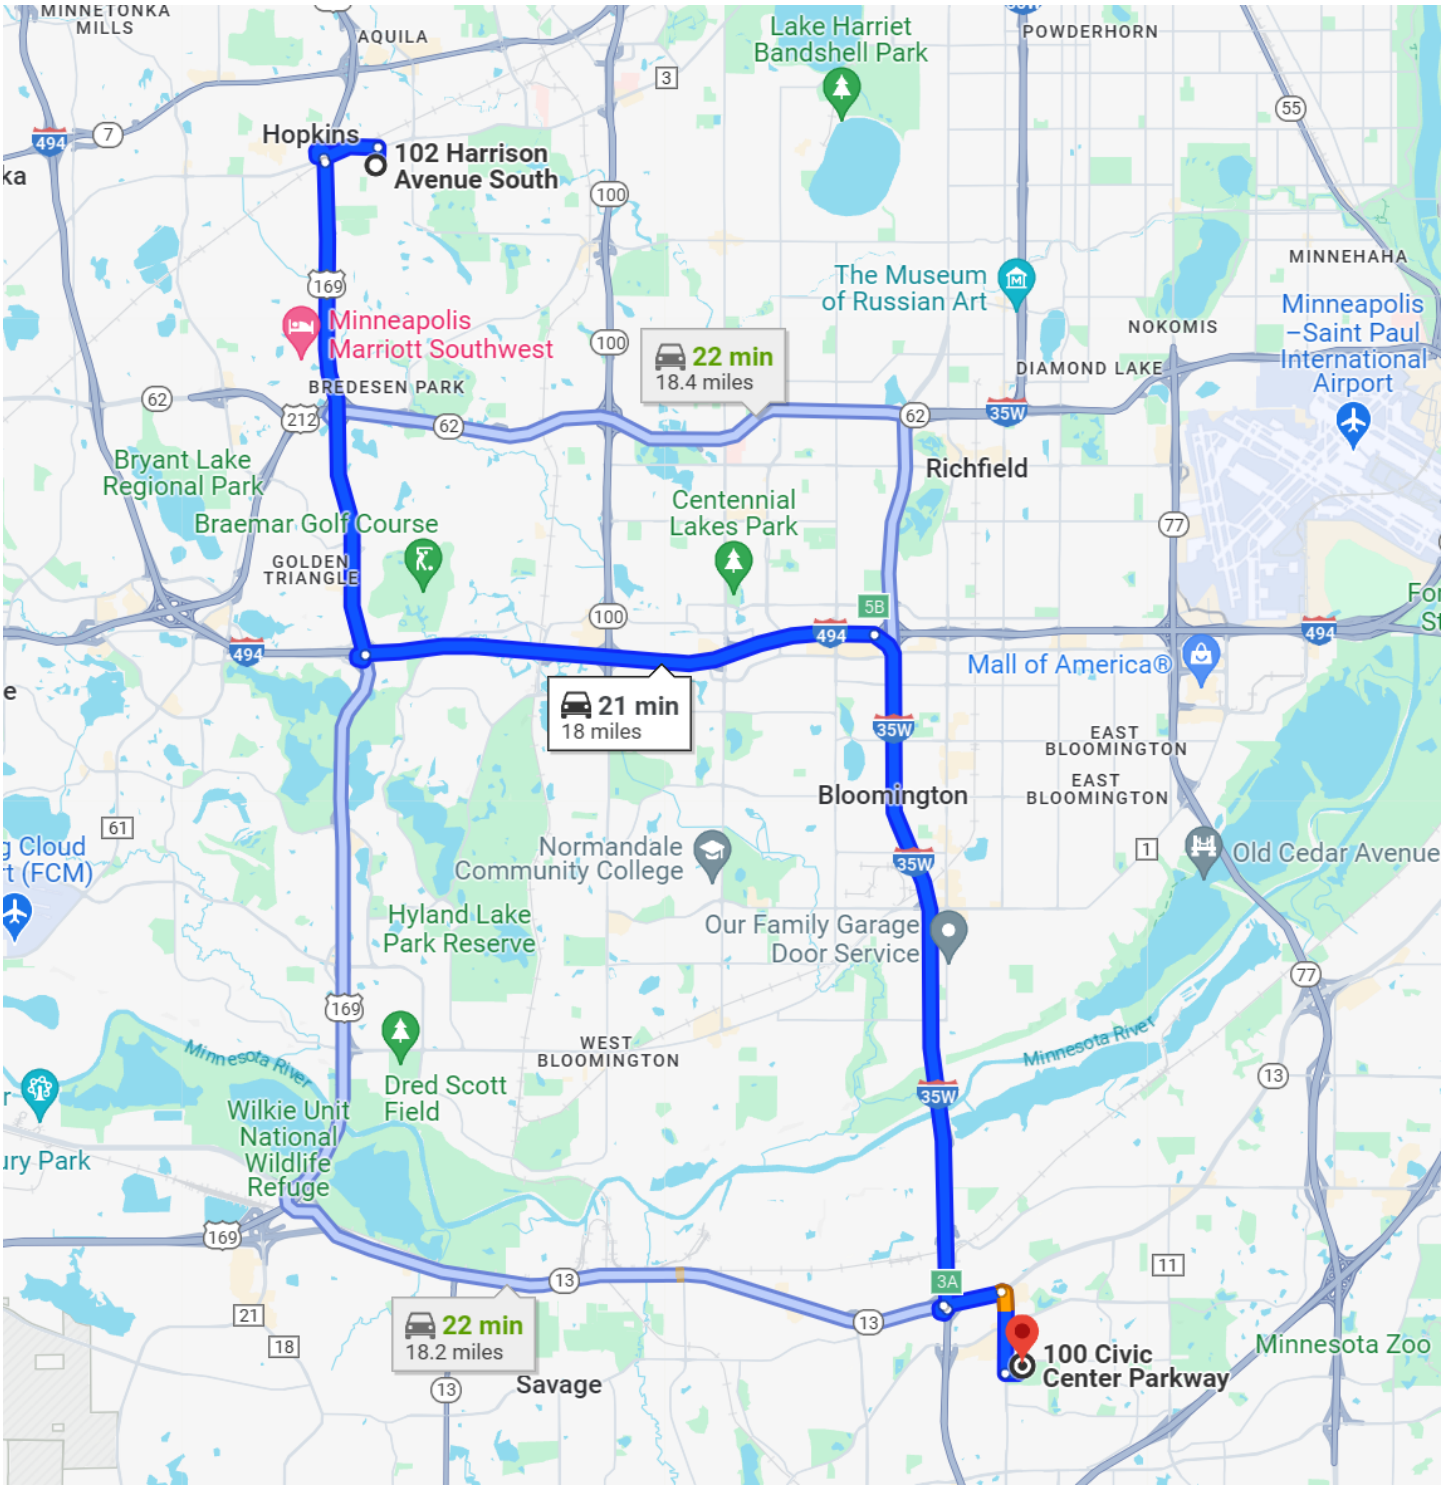 MINNETONKA
MILLS
AQUILA
Lake Harriet
Bandshell Park
POWDERHORN
3
55
494
7
Hopkins
102 Harrison
Avenue South
ka
100
MINNEHAHA
169
The Museum
of Russian Art
Minneapolis
–Saint Paul
International
Airport
Minneapolis
Marriott Southwest
100
22 min
18.4 miles
NOKOMIS
DIAMOND LAKE
BREDESEN PARK
62
212
62
62
35W
Bryant Lake
Regional Park
Richfield
Braemar Golf Course
Centennial
Lakes Park
77
GOLDEN
TRIANGLE
100
5B
For
St
494
494
494
Mall of America®
e
21 min
18 miles
35W
EAST
BLOOMINGTON
EAST
BLOOMINGTON
Bloomington
61
g Cloud
rt (FCM)
Normandale
Community College
35W
1
Old Cedar Avenue
Hyland Lake
Park Reserve
Our Family Garage
Door Service
77
169
WEST
BLOOMINGTON
Minnesota River
Minnesota River
13
r
Dred Scott
Field
35W
Wilkie Unit
National
Wildlife
Refuge
ury Park
169
11
13
3A
21
18
22 min
18.2 miles
13
Minnesota Zoo
100 Civic
Center Parkway
13
Savage